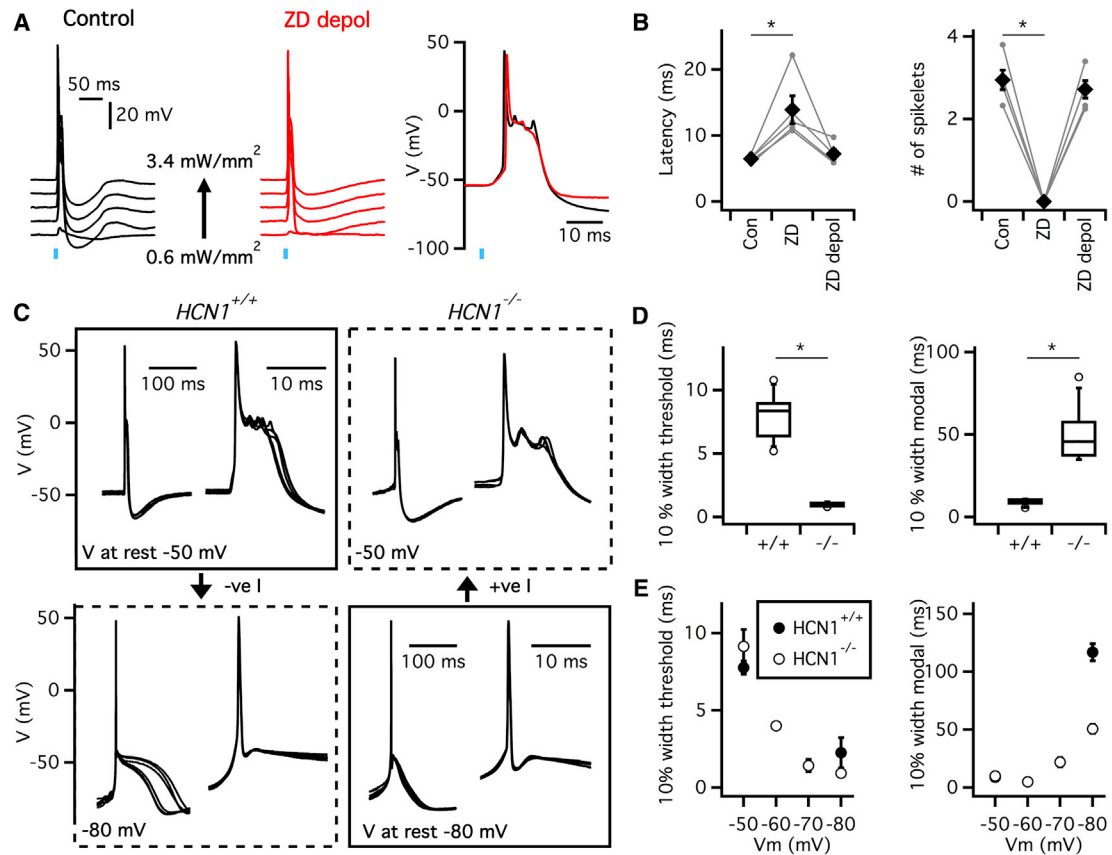 A
Control
ZD depol
50 ms
20 mV
3.4 mW/mm²
0.6 mW/mm²
V (mV)
50
0
-50
-100
10 ms
B
*
Latency (ms)
20
10
0
Con
ZD
ZD depol
*
# of spikelets
4
2
0
Con
ZD
ZD depol
C
HCN1+/+
HCN1-/-
V (mV)
50
0
-50
100 ms
10 ms
V at rest -50 mV
-50 mV
-ve I
+ve I
V (mV)
50
0
-50
-80 mV
100 ms
10 ms
V at rest -80 mV
D
*
10 % width threshold (ms)
10
5
0
+/+
-/-
*
10 % width modal (ms)
100
50
0
+/+
-/-
E
10% width threshold (ms)
10
5
0
HCN1+/+
HCN1-/-
-50 -60 -70 -80
Vm (mV)
10% width modal (ms)
150
100
50
0
-50 -60 -70 -80
Vm (mV)